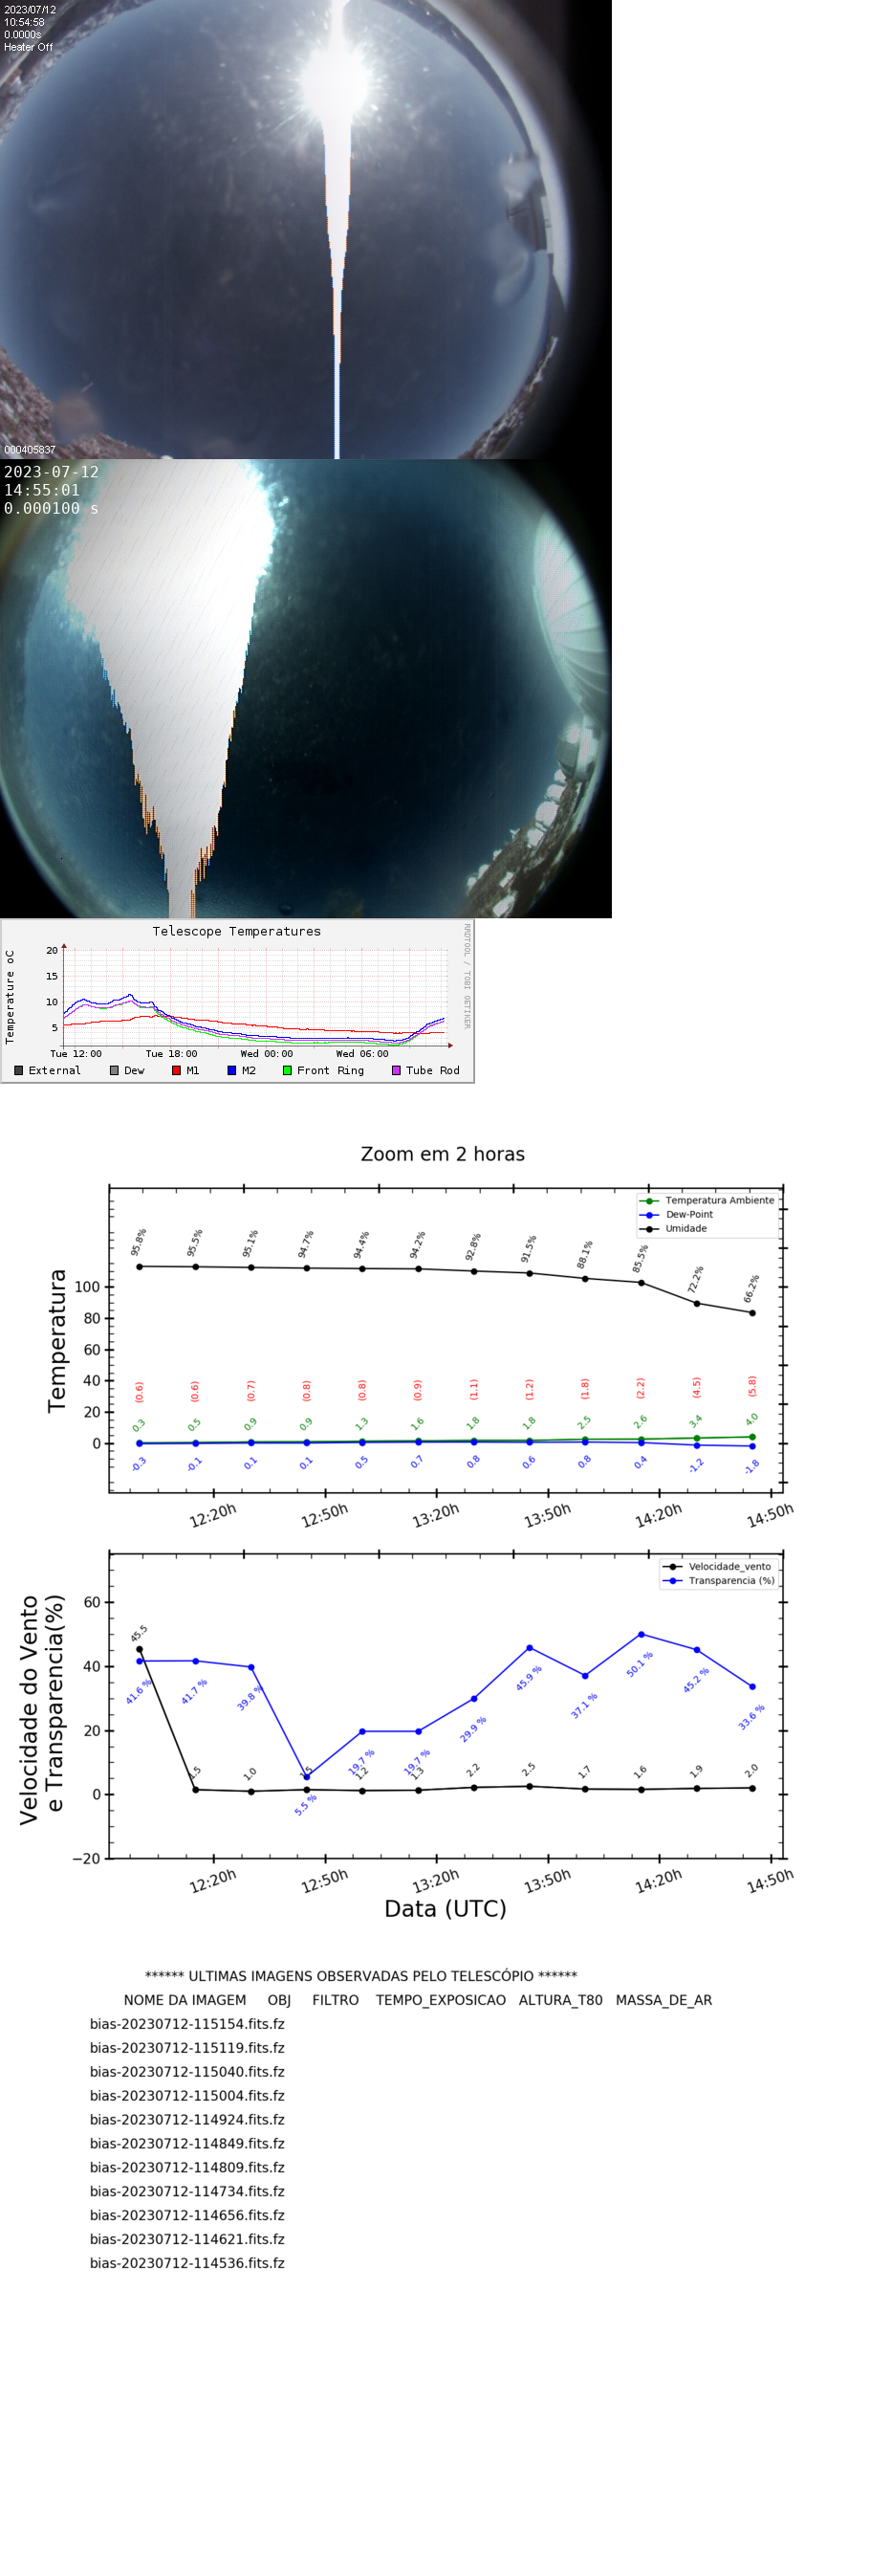 2023/07/12
10:54:58
0.0000s
Heater Off
000405837
2023-07-12
14:55:01
0.000100 s
Telescope Temperatures
RRDTOOL / TOBI OETIKER
Temperature oC
20
15
10
5
Tue 12:00 Tue 18:00 Wed 00:00 Wed 06:00
External Dew M1 M2 Front Ring Tube Rod
Zoom em 2 horas
Temperatura Ambiente
Dew-Point
Umidade
Temperatura
100
80
60
40
20
0
95.8% 95.5% 95.1% 94.7% 94.4% 94.2% 92.8% 91.5% 88.1% 85.5% 72.2% 66.2%
(0.6) (0.6) (0.7) (0.8) (0.8) (0.9) (1.1) (1.2) (1.8) (2.2) (4.5) (5.8)
0.3 0.5 0.9 0.9 1.3 1.6 1.8 1.8 2.5 2.6 3.4 4.0
-0.3 -0.1 0.1 0.1 0.5 0.7 0.8 0.6 0.8 0.4 -1.2 -1.8
12:20h 12:50h 13:20h 13:50h 14:20h 14:50h
Velocidade_vento
Transparencia (%)
Velocidade do Vento
e Transparencia(%)
60
40
20
0
−20
45.5 1.5 1.0 1.5 1.2 1.3 2.2 2.5 1.7 1.6 1.9 2.0
41.6 % 41.7 % 39.8 % 5.5 % 19.7 % 19.7 % 29.9 % 45.9 % 37.1 % 50.1 % 45.2 % 33.6 %
12:20h 12:50h 13:20h 13:50h 14:20h 14:50h
Data (UTC)
****** ULTIMAS IMAGENS OBSERVADAS PELO TELESCÓPIO ******
NOME DA IMAGEM OBJ FILTRO TEMPO_EXPOSICAO ALTURA_T80 MASSA_DE_AR
bias-20230712-115154.fits.fz
bias-20230712-115119.fits.fz
bias-20230712-115040.fits.fz
bias-20230712-115004.fits.fz
bias-20230712-114924.fits.fz
bias-20230712-114849.fits.fz
bias-20230712-114809.fits.fz
bias-20230712-114734.fits.fz
bias-20230712-114656.fits.fz
bias-20230712-114621.fits.fz
bias-20230712-114536.fits.fz